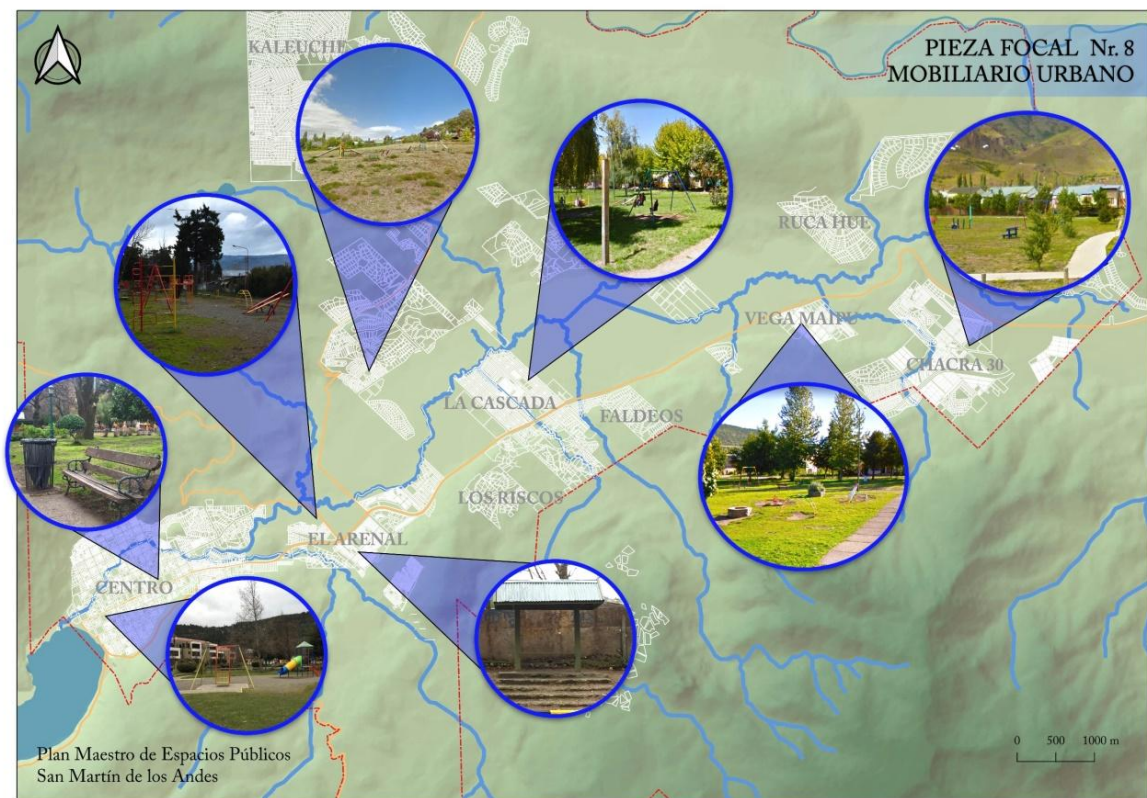 PIEZA FOCAL Nr. 8
MOBILIARIO URBANO
KALEUCHE
RUCA HUE
VEGA MAIPU
CHACRA 30
LA CASCADA
FALDEOS
LOS RISCOS
EL ARENAL
CENTRO
Plan Maestro de Espacios Públicos
San Martín de los Andes
0 500 1000 m